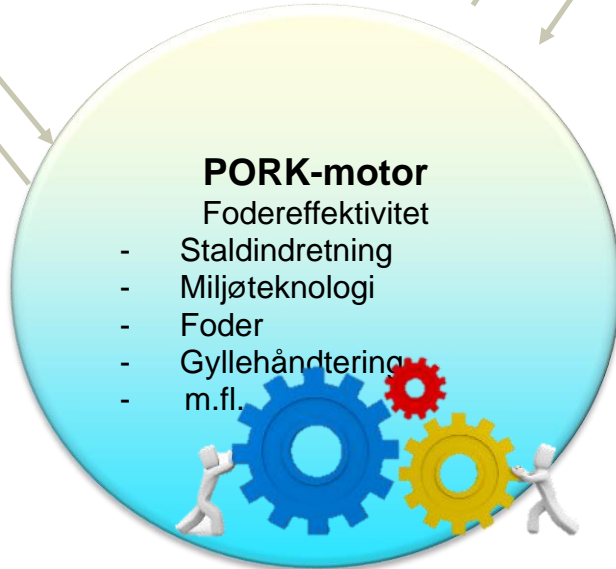 PORK-motor
Fodereffektivitet
- Staldindretning
- Miljøteknologi
- Foder
- Gyllehåndtering
- m.fl.